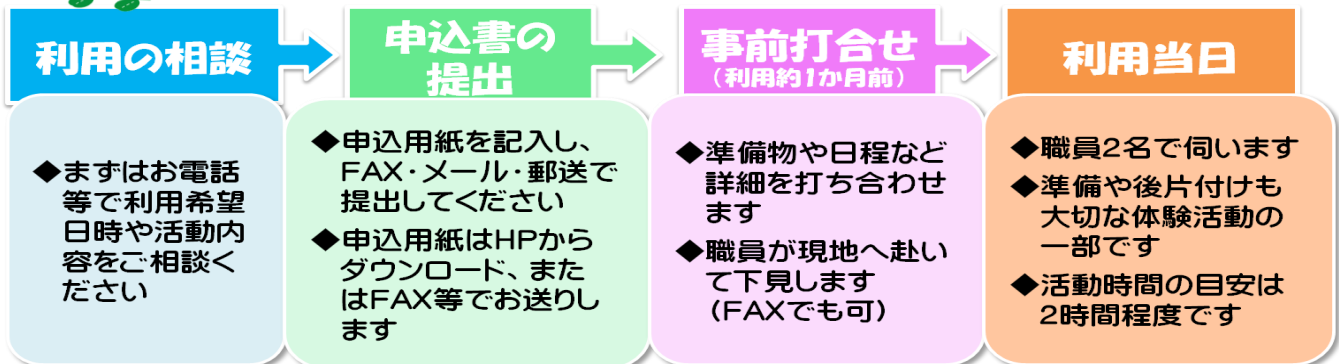 利用の相談
申込書の
提出
事前打合せ
（利用約1か月前）
利用当日
◆まずはお電話
等で利用希望
日時や活動内
容をご相談く
ださい
◆申込用紙を記入し、
FAX・メール・郵送で
提出してください
◆申込用紙はHPから
ダウンロード、また
はFAX等でお送りし
ます
◆準備物や日程など
詳細を打ち合わせ
ます
◆職員が現地へ赴い
て下見します
（FAXでも可）
◆職員2名で伺います
◆準備や後片付けも
大切な体験活動の
一部です
◆活動時間の目安は
2時間程度です